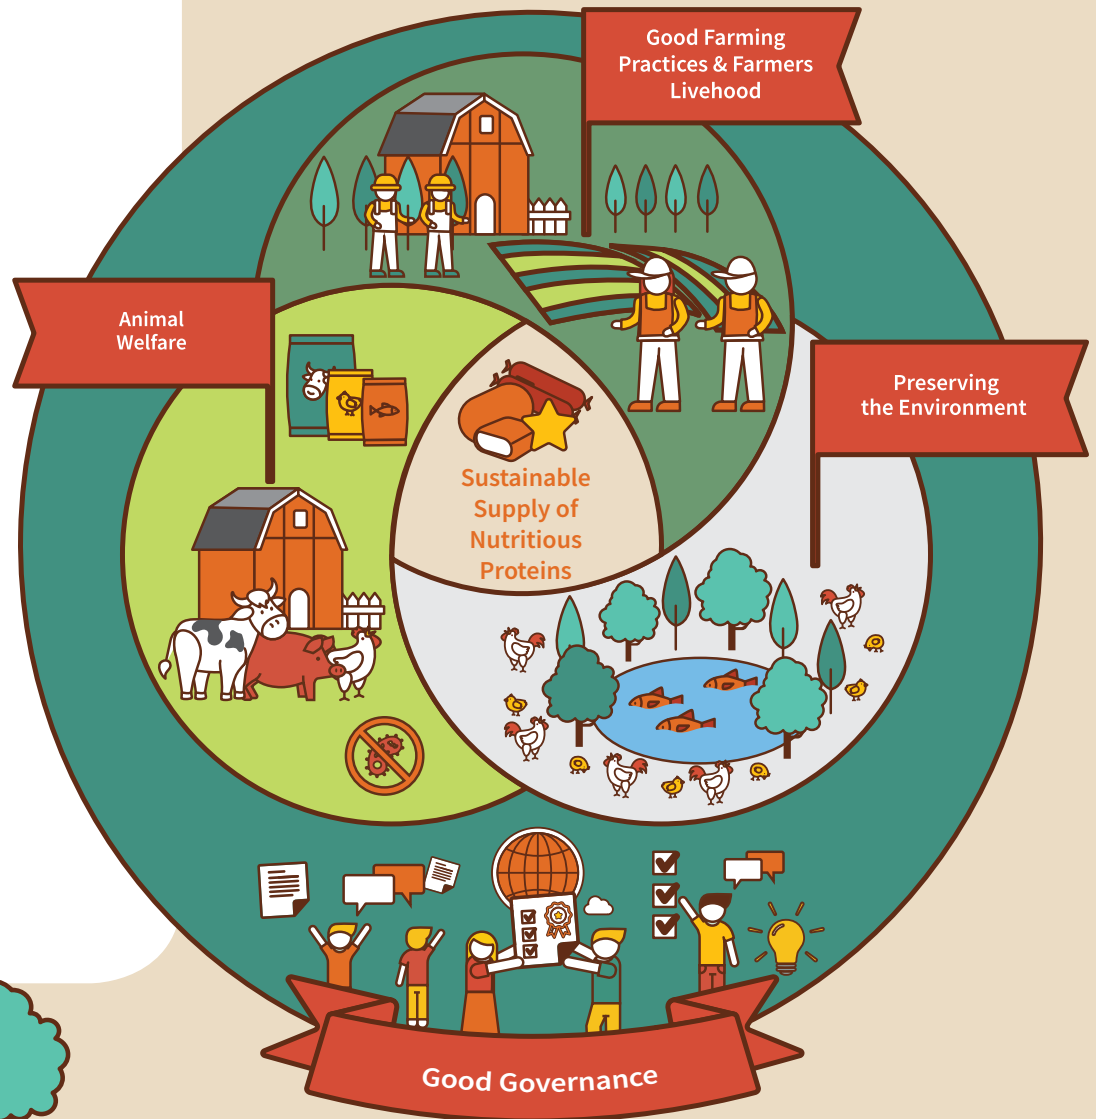 Good Farming
Practices & Farmers
Livehood
Animal
Welfare
Preserving
the Environment
Sustainable
Supply of
Nutritious
Proteins
Good Governance